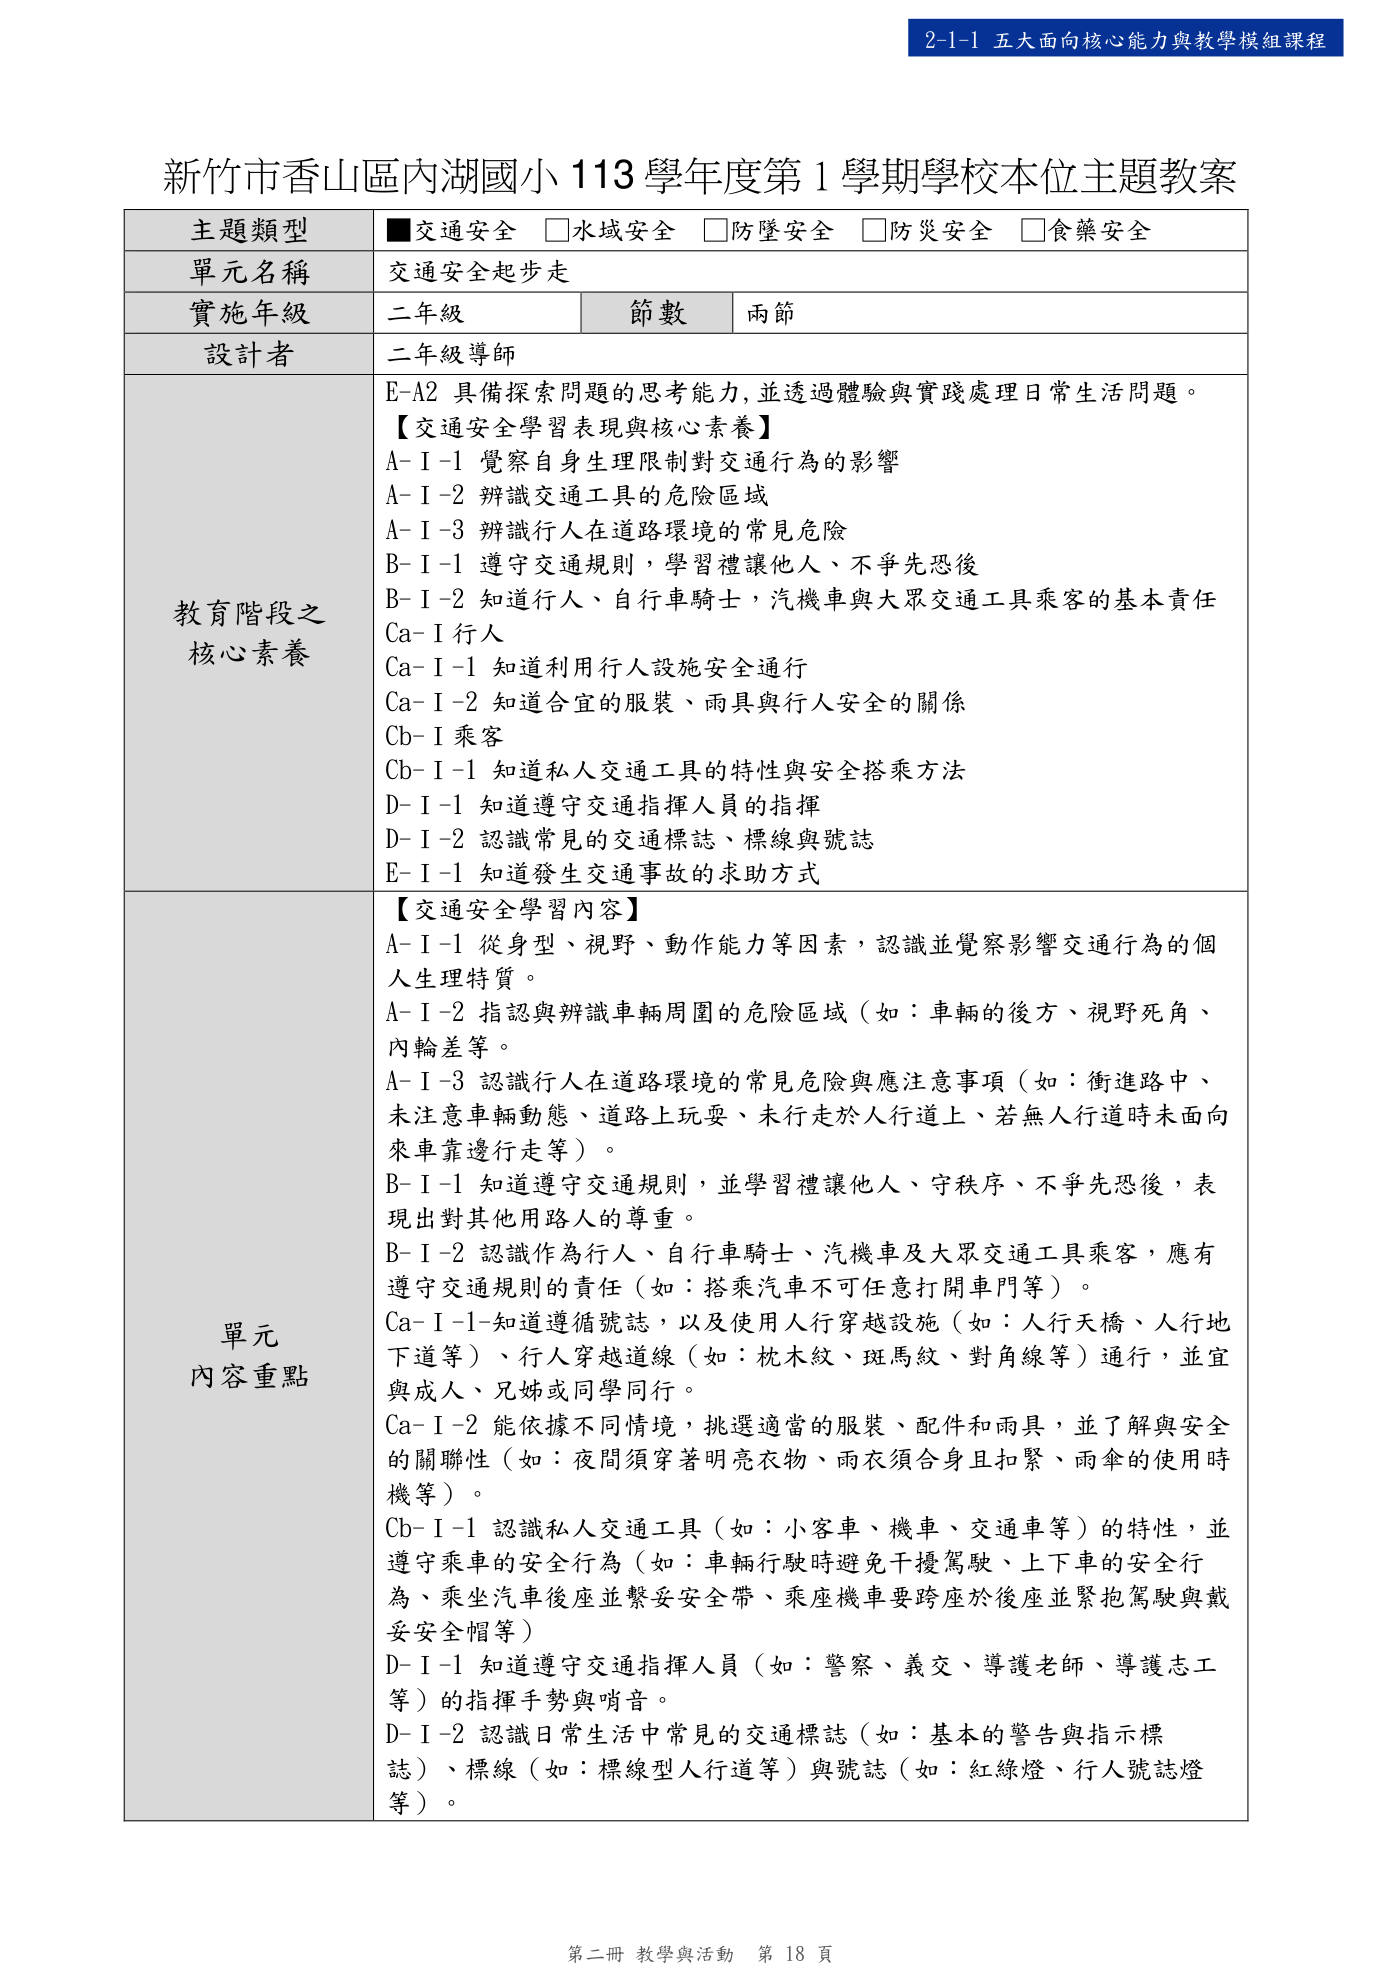 2-1-1 五大面向核心能力與教學模組課程
新竹市香山區內湖國小 113 學年度第 1 學期學校本位主題教案
主題類型 ■交通安全 □水域安全 □防墜安全 □防災安全 □食藥安全
單元名稱 交通安全起步走
實施年級 二年級 節數 兩節
設計者 二年級導師
教育階段之
核心素養
E-A2 具備探索問題的思考能力,並透過體驗與實踐處理日常生活問題。
【交通安全學習表現與核心素養】
A-Ⅰ-1 覺察自身生理限制對交通行為的影響
A-Ⅰ-2 辨識交通工具的危險區域
A-Ⅰ-3 辨識行人在道路環境的常見危險
B-Ⅰ-1 遵守交通規則，學習禮讓他人、不爭先恐後
B-Ⅰ-2 知道行人、自行車騎士，汽機車與大眾交通工具乘客的基本責任
Ca-Ⅰ行人
Ca-Ⅰ-1 知道利用行人設施安全通行
Ca-Ⅰ-2 知道合宜的服裝、雨具與行人安全的關係
Cb-Ⅰ乘客
Cb-Ⅰ-1 知道私人交通工具的特性與安全搭乘方法
D-Ⅰ-1 知道遵守交通指揮人員的指揮
D-Ⅰ-2 認識常見的交通標誌、標線與號誌
E-Ⅰ-1 知道發生交通事故的求助方式
單元
內容重點
【交通安全學習內容】
A-Ⅰ-1 從身型、視野、動作能力等因素，認識並覺察影響交通行為的個
人生理特質。
A-Ⅰ-2 指認與辨識車輛周圍的危險區域（如：車輛的後方、視野死角、
內輪差等。
A-Ⅰ-3 認識行人在道路環境的常見危險與應注意事項（如：衝進路中、
未注意車輛動態、道路上玩耍、未行走於人行道上、若無人行道時未面向
來車靠邊行走等）。
B-Ⅰ-1 知道遵守交通規則，並學習禮讓他人、守秩序、不爭先恐後，表
現出對其他用路人的尊重。
B-Ⅰ-2 認識作為行人、自行車騎士、汽機車及大眾交通工具乘客，應有
遵守交通規則的責任（如：搭乘汽車不可任意打開車門等）。
Ca-Ⅰ-1-知道遵循號誌，以及使用人行穿越設施（如：人行天橋、人行地
下道等）、行人穿越道線（如：枕木紋、斑馬紋、對角線等）通行，並宜
與成人、兄姊或同學同行。
Ca-Ⅰ-2 能依據不同情境，挑選適當的服裝、配件和雨具，並了解與安全
的關聯性（如：夜間須穿著明亮衣物、雨衣須合身且扣緊、雨傘的使用時
機等）。
Cb-Ⅰ-1 認識私人交通工具（如：小客車、機車、交通車等）的特性，並
遵守乘車的安全行為（如：車輛行駛時避免干擾駕駛、上下車的安全行
為、乘坐汽車後座並繫妥安全帶、乘座機車要跨座於後座並緊抱駕駛與戴
妥安全帽等）
D-Ⅰ-1 知道遵守交通指揮人員（如：警察、義交、導護老師、導護志工
等）的指揮手勢與哨音。
D-Ⅰ-2 認識日常生活中常見的交通標誌（如：基本的警告與指示標
誌）、標線（如：標線型人行道等）與號誌（如：紅綠燈、行人號誌燈
等）。
第二冊 教學與活動 第 18 頁